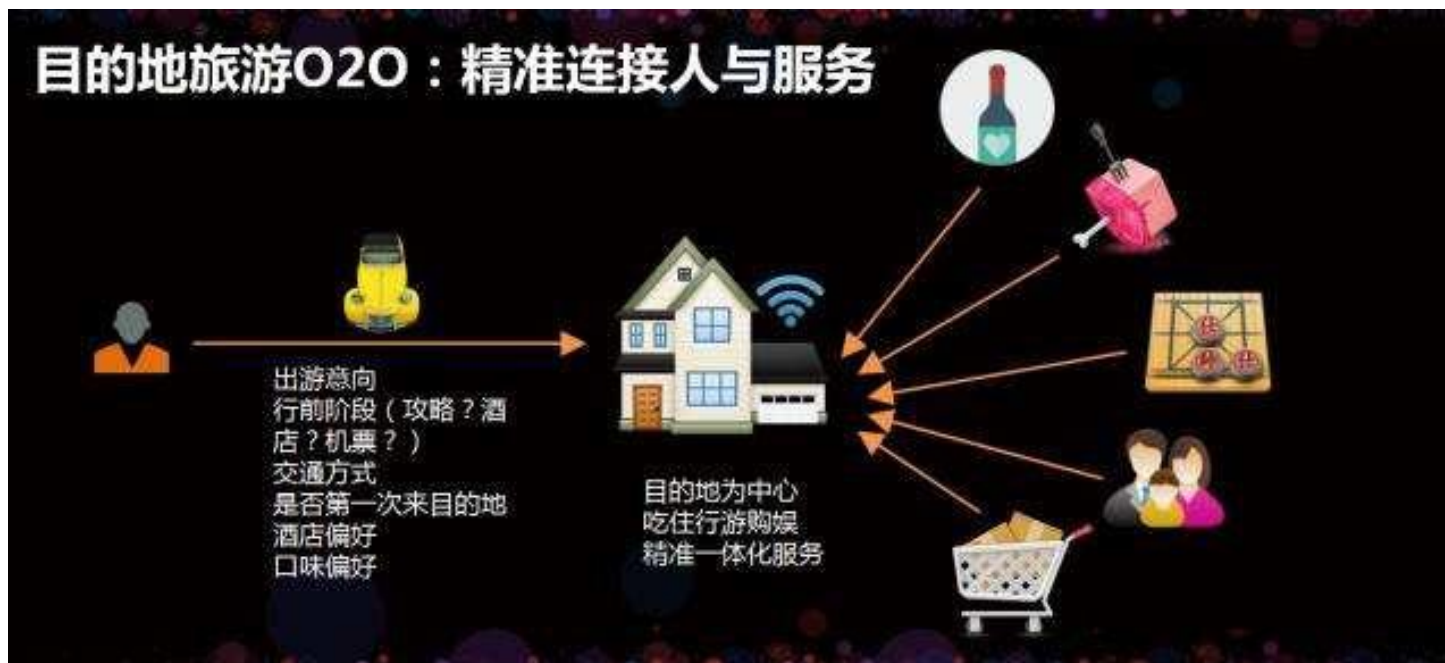 目的地旅游O2O：精准连接人与服务
出游意向
行前阶段（攻略？酒
店？机票？）
交通方式
是否第一次来目的地
酒店偏好
口味偏好
目的地为中心
吃住行游购娱
精准一体化服务